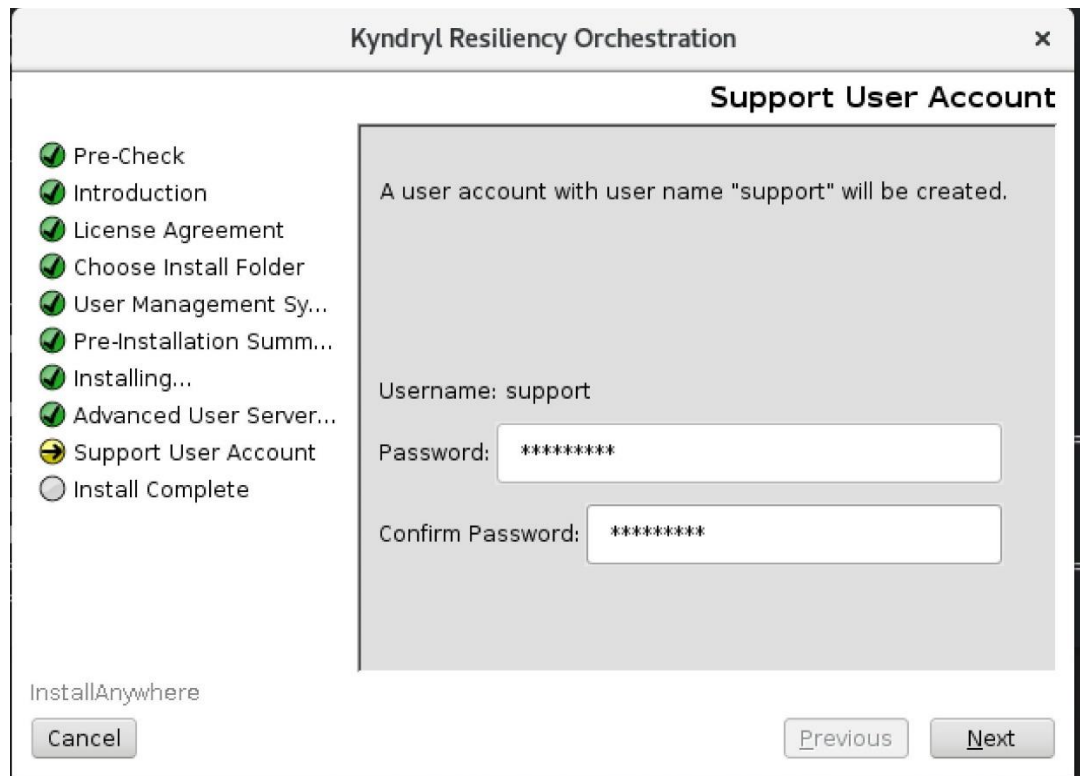 Kyndryl Resiliency Orchestration
×
Support User Account
Pre-Check
Introduction
License Agreement
Choose Install Folder
User Management Sy...
Pre-Installation Summ...
Installing...
Advanced User Server...
Support User Account
Install Complete
A user account with user name "support" will be created.
Username: support
Password: *********
Confirm Password: *********
InstallAnywhere
Cancel
Previous
Next